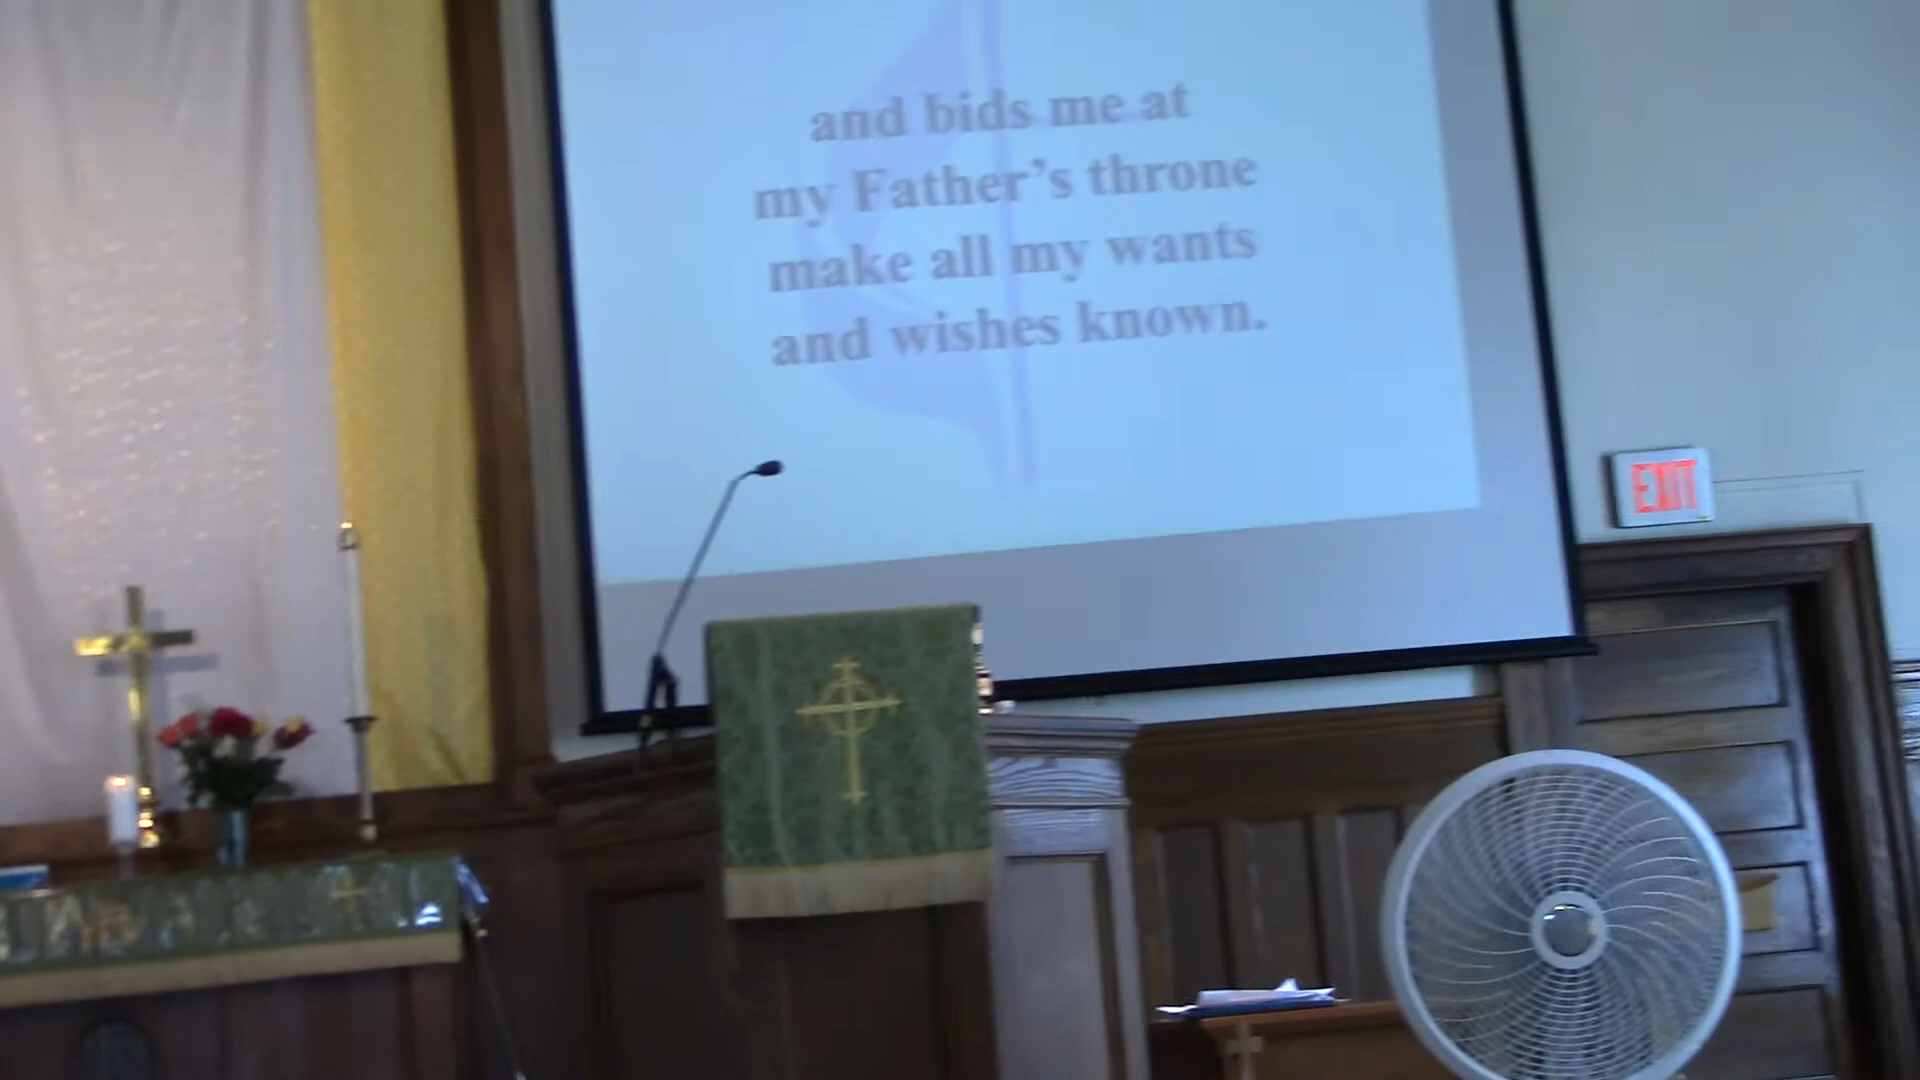 and bids me at
my Father's throne
make all my wants
and wishes known.
EXIT